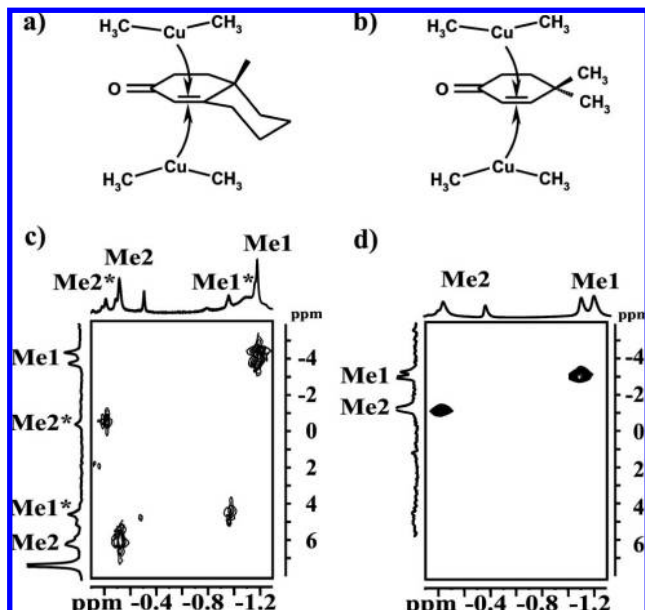 a)
H₃C Cu CH₃
O
H₃C Cu CH₃
b)
H₃C Cu CH₃
O CH₃
CH₃
H₃C Cu CH₃
c)
Me2* Me2 Me1* Me1
ppm
Me1
Me2*
Me1*
Me2
-4
-2
0
2
4
6
ppm -0.4 -0.8 -1.2
d)
Me2 Me1
ppm
Me1
Me2
-4
-2
0
2
4
6
ppm -0.4 -0.8 -1.2